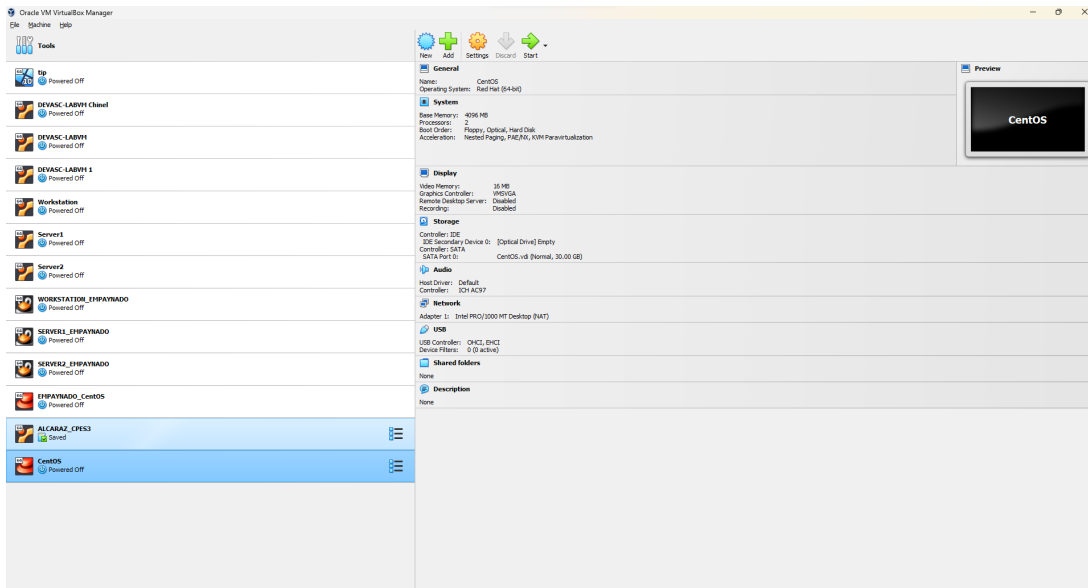 Oracle VM VirtualBox Manager
File Machine Help
Tools
tip
Powered Off
DEVASC-LABVM Chinel
Powered Off
DEVASC-LABVM
Powered Off
DEVASC-LABVM 1
Powered Off
Workstation
Powered Off
Server1
Powered Off
Server2
Powered Off
WORKSTATION_EMPAYNADO
Powered Off
SERVER1_EMPAYNADO
Powered Off
SERVER2_EMPAYNADO
Powered Off
EMPAYNADO_CentOS
Powered Off
ALCARAZ_CPES3
Saved
CentOS
Powered Off
New Add Settings Discard Start
General
Name: CentOS
Operating System: Red Hat (64-bit)
System
Base Memory: 4096 MB
Processors: 2
Boot Order: Floppy, Optical, Hard Disk
Acceleration: Nested Paging, PAE/NX, KVM Paravirtualization
Display
Video Memory: 16 MB
Graphics Controller: VMSVGA
Remote Desktop Server: Disabled
Recording: Disabled
Storage
Controller: IDE
IDE Secondary Device 0: [Optical Drive] Empty
Controller: SATA
SATA Port 0: CentOS.vdi (Normal, 30.00 GB)
Audio
Host Driver: Default
Controller: ICH AC97
Network
Adapter 1: Intel PRO/1000 MT Desktop (NAT)
USB
USB Controller: OHCI, EHCI
Device Filters: 0 (0 active)
Shared folders
None
Description
None
Preview
CentOS